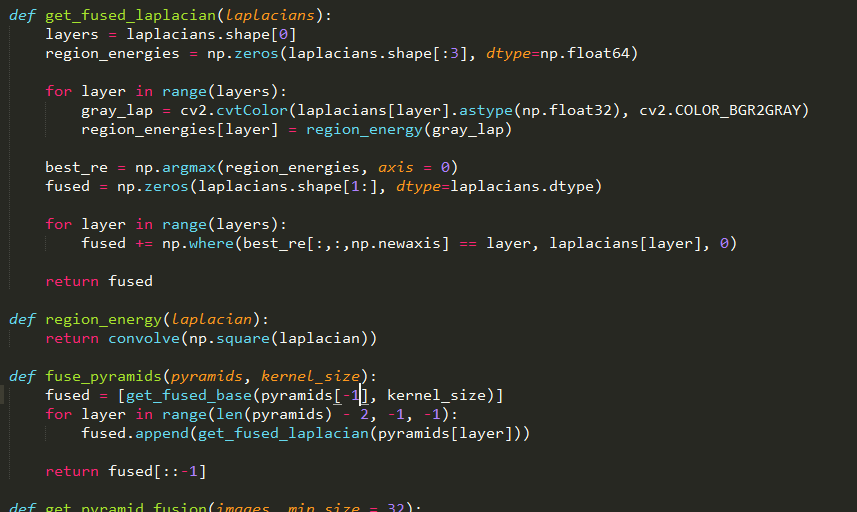 def get_fused_laplacian(laplacians):
    layers = laplacians.shape[0]
    region_energies = np.zeros(laplacians.shape[:3], dtype=np.float64)

    for layer in range(layers):
        gray_lap = cv2.cvtColor(laplacians[layer].astype(np.float32), cv2.COLOR_BGR2GRAY)
        region_energies[layer] = region_energy(gray_lap)

    best_re = np.argmax(region_energies, axis = 0)
    fused = np.zeros(laplacians.shape[1:], dtype=laplacians.dtype)

    for layer in range(layers):
        fused += np.where(best_re[:,:,np.newaxis] == layer, laplacians[layer], 0)

    return fused

def region_energy(laplacian):
    return convolve(np.square(laplacian))

def fuse_pyramids(pyramids, kernel_size):
    fused = [get_fused_base(pyramids[-1], kernel_size)]
    for layer in range(len(pyramids) - 2, -1, -1):
        fused.append(get_fused_laplacian(pyramids[layer]))

    return fused[::-1]

def get_pyramid_fusion(images, min_size = 32):